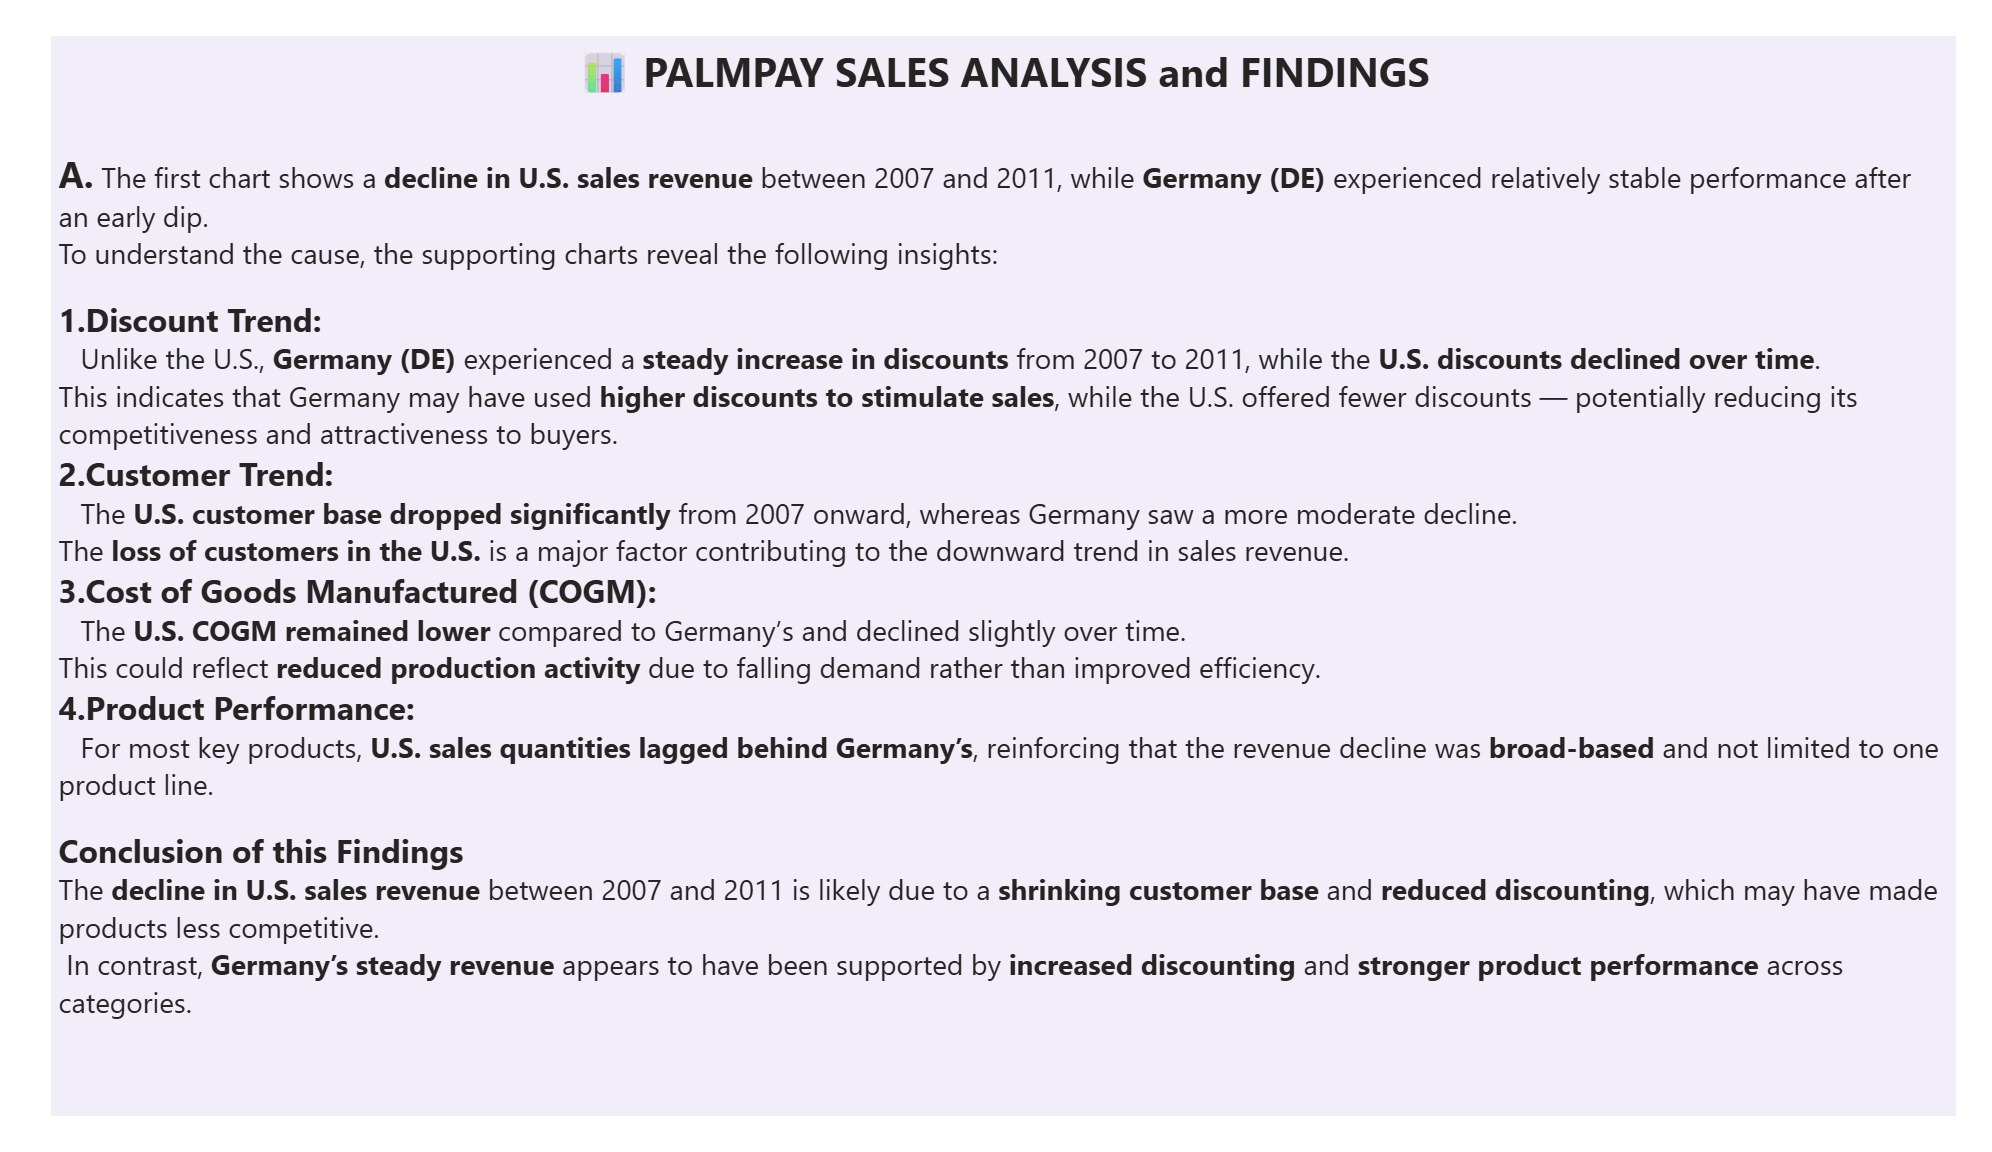 PALMPAY SALES ANALYSIS and FINDINGS
A. The first chart shows a decline in U.S. sales revenue between 2007 and 2011, while Germany (DE) experienced relatively stable performance after
an early dip.
To understand the cause, the supporting charts reveal the following insights:
1.Discount Trend:
Unlike the U.S., Germany (DE) experienced a steady increase in discounts from 2007 to 2011, while the U.S. discounts declined over time.
This indicates that Germany may have used higher discounts to stimulate sales, while the U.S. offered fewer discounts — potentially reducing its
competitiveness and attractiveness to buyers.
2.Customer Trend:
The U.S. customer base dropped significantly from 2007 onward, whereas Germany saw a more moderate decline.
The loss of customers in the U.S. is a major factor contributing to the downward trend in sales revenue.
3.Cost of Goods Manufactured (COGM):
The U.S. COGM remained lower compared to Germany’s and declined slightly over time.
This could reflect reduced production activity due to falling demand rather than improved efficiency.
4.Product Performance:
For most key products, U.S. sales quantities lagged behind Germany’s, reinforcing that the revenue decline was broad-based and not limited to one
product line.
Conclusion of this Findings
The decline in U.S. sales revenue between 2007 and 2011 is likely due to a shrinking customer base and reduced discounting, which may have made
products less competitive.
In contrast, Germany’s steady revenue appears to have been supported by increased discounting and stronger product performance across
categories.